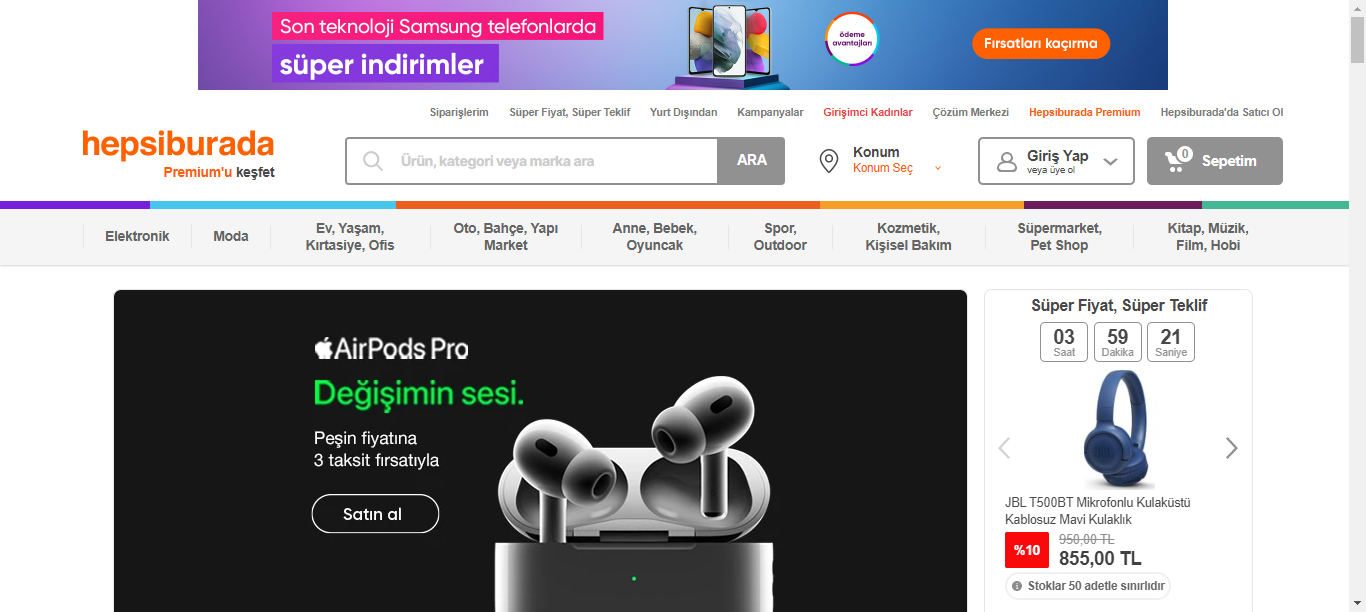 Son teknoloji Samsung telefonlarda
süper indirimler
ödeme
avantajları
Fırsatları kaçırma
Siparişlerim Süper Fiyat, Süper Teklif Yurt Dışından Kampanyalar Girişimci Kadınlar Çözüm Merkezi Hepsiburada Premium Hepsiburada'da Satıcı Ol
hepsiburada
Premium'u keşfet
Ürün, kategori veya marka ara
ARA
Konum
Konum Seç
Giriş Yap
veya üye ol
0
Sepetim
Elektronik
Moda
Ev, Yaşam,
Kırtasiye, Ofis
Oto, Bahçe, Yapı
Market
Anne, Bebek,
Oyuncak
Spor,
Outdoor
Kozmetik,
Kişisel Bakım
Süpermarket,
Pet Shop
Kitap, Müzik,
Film, Hobi
AirPods Pro
Değişimin sesi.
Peşin fiyatına
3 taksit fırsatıyla
Satın al
Süper Fiyat, Süper Teklif
03 59 21
Saat Dakika Saniye
JBL
JBL T500BT Mikrofonlu Kulaküstü
Kablosuz Mavi Kulaklık
%10
950,00 TL
855,00 TL
Stoklar 50 adetle sınırlıdır